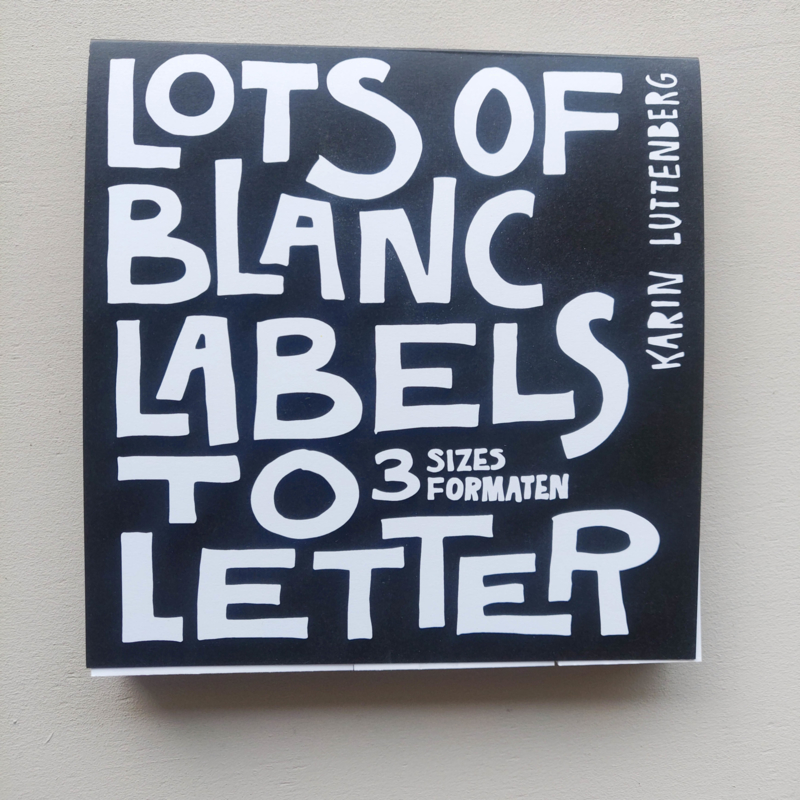 LOTS OF
BLANC
LABELS
TO
3 SIZES
FORMATEN
LETTER
KARIN LUTTENBERG